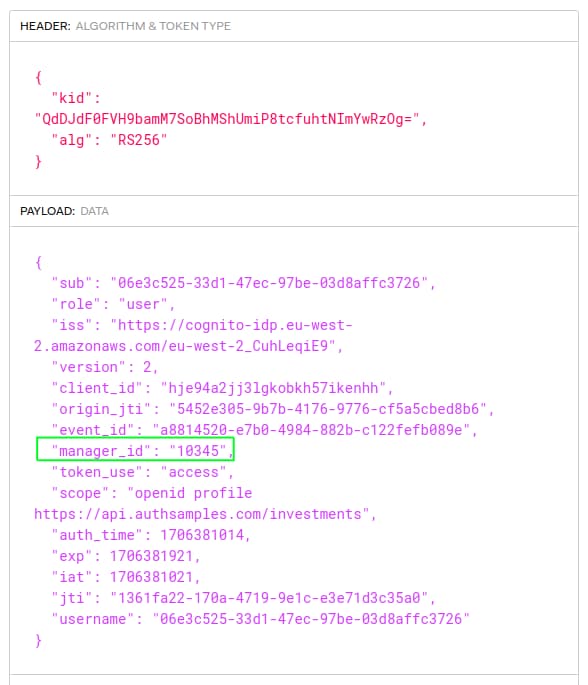 HEADER: ALGORITHM & TOKEN TYPE
{
"kid":
"QdDJdF0FVH9bamM7SoBhMShUmiP8tcfuhtNImYwRzOg=",
"alg": "RS256"
}
PAYLOAD: DATA
{
"sub": "06e3c525-33d1-47ec-97be-03d8affc3726",
"role": "user",
"iss": "https://cognito-idp.eu-west-
2.amazonaws.com/eu-west-2_CuhLeqiE9",
"version": 2,
"client_id": "hje94a2jj3lgkobkh57ikenhh",
"origin_jti": "5452e305-9b7b-4176-9776-cf5a5cbed8b6",
"event_id": "a8814520-e7b0-4984-882b-c122fefb089e",
"manager_id": "10345",
"token_use": "access",
"scope": "openid profile
https://api.authsamples.com/investments",
"auth_time": 1706381014,
"exp": 1706381921,
"iat": 1706381021,
"jti": "1361fa22-170a-4719-9e1c-e3e71d3c35a0",
"username": "06e3c525-33d1-47ec-97be-03d8affc3726"
}